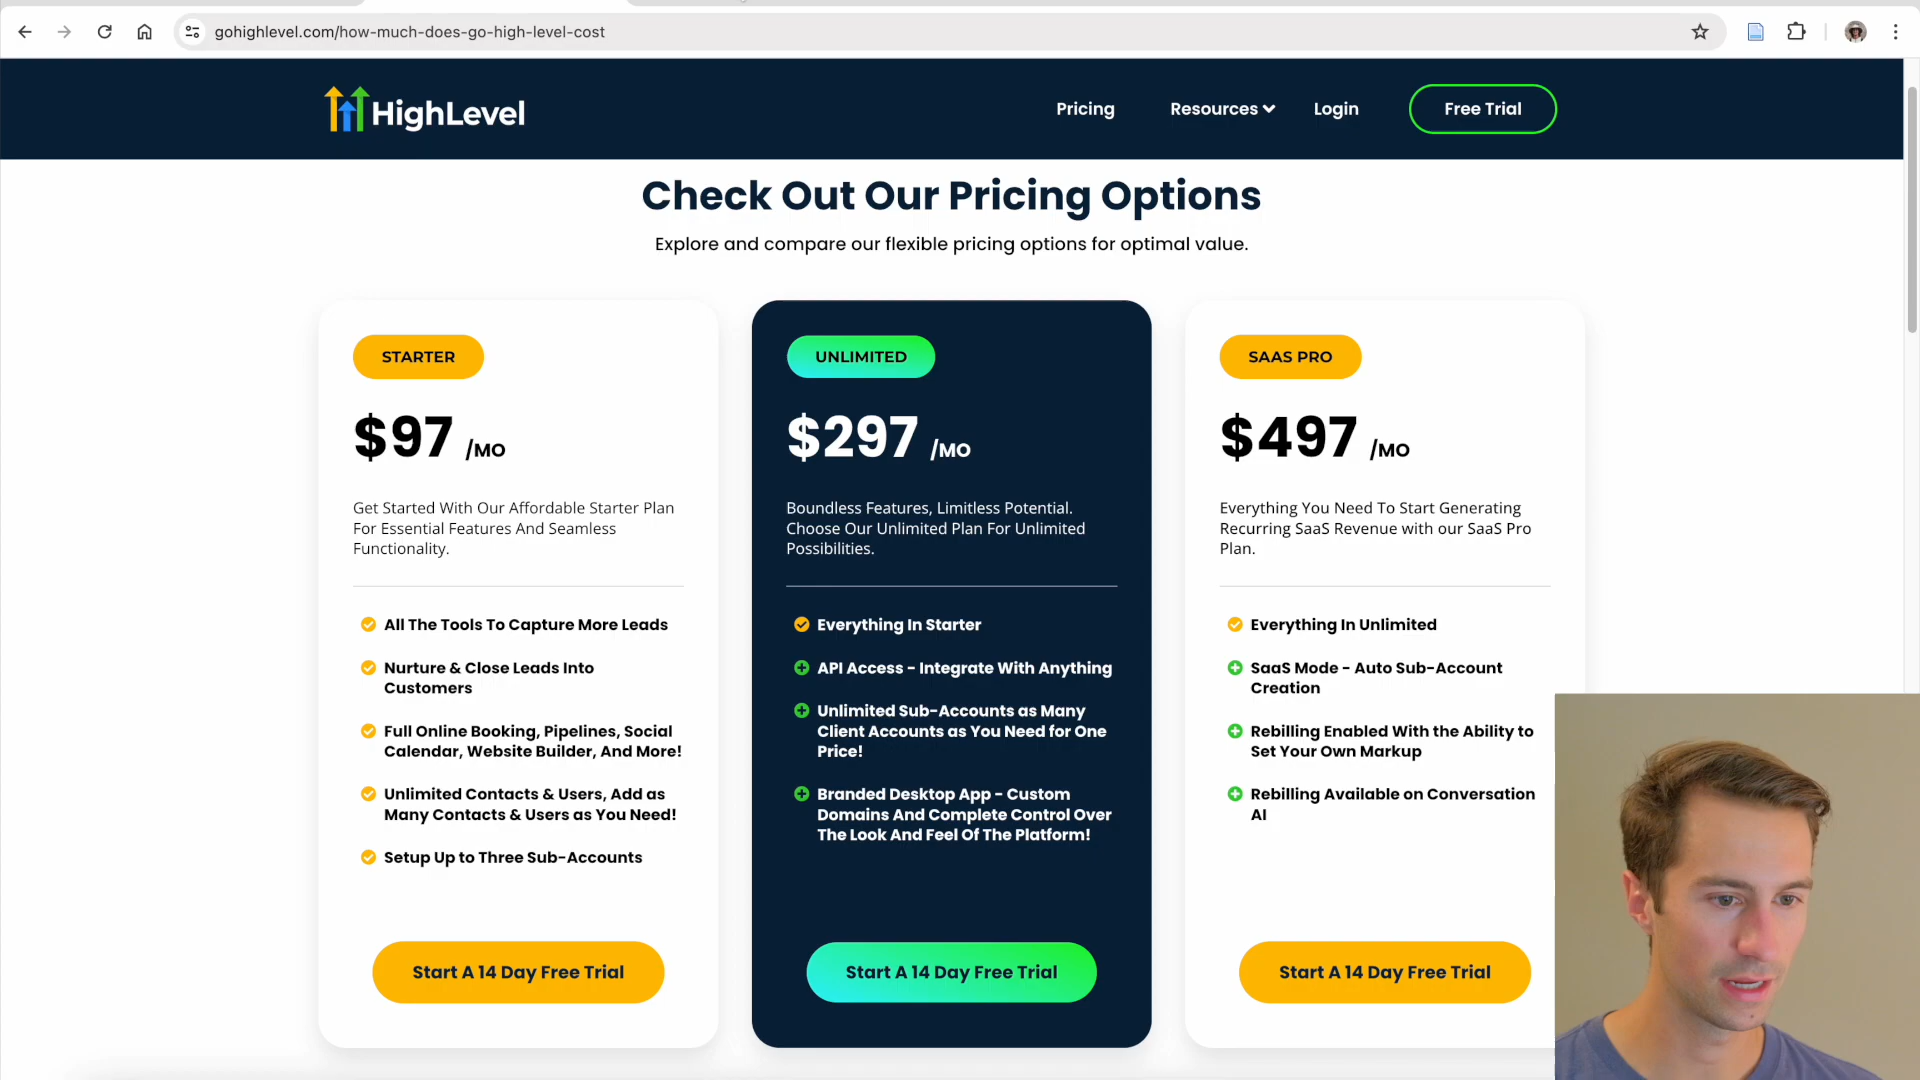 gohighlevel.com/how-much-does-go-high-level-cost
HighLevel
Pricing
Resources
Login
Free Trial
Check Out Our Pricing Options
Explore and compare our flexible pricing options for optimal value.
STARTER
$97 /MO
Get Started With Our Affordable Starter Plan
For Essential Features And Seamless
Functionality.
All The Tools To Capture More Leads
Nurture & Close Leads Into
Customers
Full Online Booking, Pipelines, Social
Calendar, Website Builder, And More!
Unlimited Contacts & Users, Add as
Many Contacts & Users as You Need!
Setup Up to Three Sub-Accounts
Start A 14 Day Free Trial
UNLIMITED
$297 /MO
Boundless Features, Limitless Potential.
Choose Our Unlimited Plan For Unlimited
Possibilities.
Everything In Starter
API Access - Integrate With Anything
Unlimited Sub-Accounts as Many
Client Accounts as You Need for One
Price!
Branded Desktop App - Custom
Domains And Complete Control Over
The Look And Feel Of The Platform!
Start A 14 Day Free Trial
SAAS PRO
$497 /MO
Everything You Need To Start Generating
Recurring SaaS Revenue with our SaaS Pro
Plan.
Everything In Unlimited
SaaS Mode - Auto Sub-Account
Creation
Rebilling Enabled With the Ability to
Set Your Own Markup
Rebilling Available on Conversation
AI
Start A 14 Day Free Trial